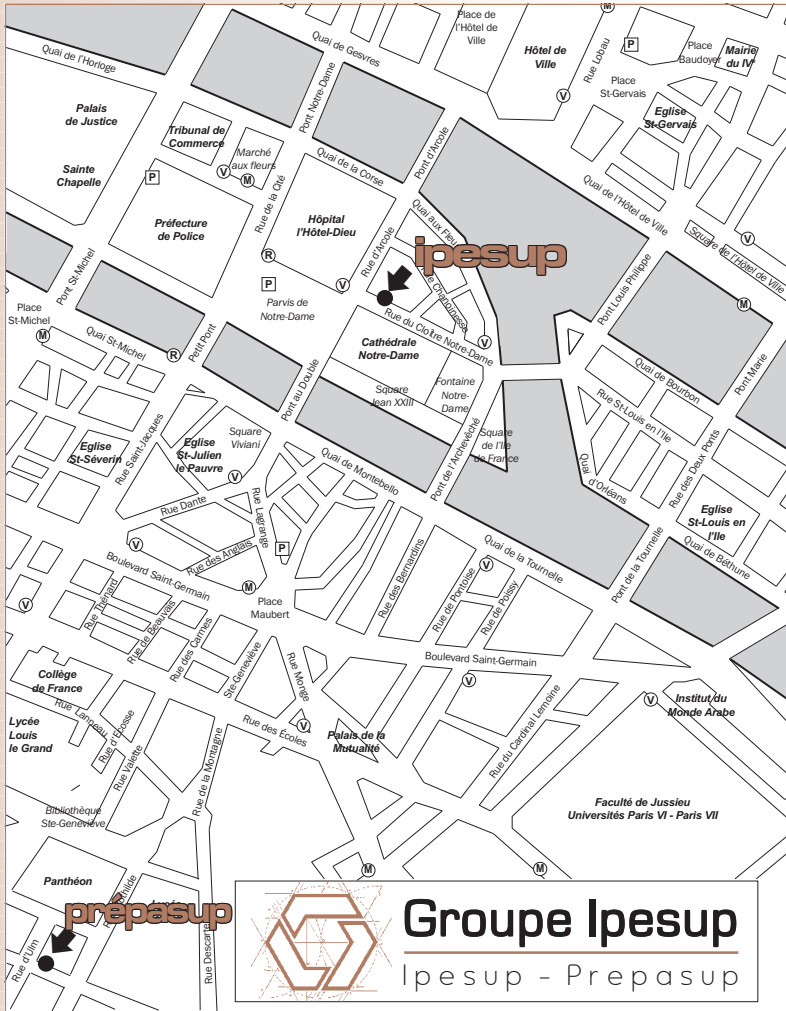 Place de
l'Hôtel de
Ville
M
Quai de Gesvres
Quai de l'Horloge
Hôtel de
Ville
Rue Lobau
P
Place
Baudoyer
Mairie
du IVe
Place
St-Gervais
V
Eglise
St-Gervais
Palais
de Justice
Pont Notre-Dame
Tribunal de
Commerce
Marché
aux fleurs
V
M
Quai de la Corse
Pont d'Arcole
Sainte
Chapelle
P
Rue de la Cité
Préfecture
de Police
Hôpital
l'Hôtel-Dieu
Quai de l'Hôtel de Ville
Quai aux Fleu
Rue d'Arcole
ipesup
V
Square de l'Hôtel de Ville
R
P
V
Parvis de
Notre-Dame
Pont St-Michel
Chanoinesse
Pont Louis Philippe
M
Place
St-Michel
M
Quai St-Michel
R
Petit Pont
Rue du Cloître Notre-Dame
V
Cathédrale
Notre-Dame
Pont au Double
Square
Jean XXIII
Fontaine
Notre-
Dame
Quai de Bourbon
Pont Marie
Rue St-Louis en l'Ile
Eglise
St-Séverin
Rue Saint-Jacques
Eglise
St-Julien
le Pauvre
Square
Viviani
V
Quai de Montebello
Pont de l'Archevêché
Square
de l'Ile
de France
Quai
d'Orléans
Rue des Deux Ponts
Rue Dante
Rue Lagrange
Eglise
St-Louis en
l'Ile
V
Rue des Anglais
P
Boulevard Saint-Germain
M
Place
Maubert
Rue des Bernardins
Quai de la Tournelle
V
Rue de Pontoise
Rue de Poissy
Pont de la Tournelle
Quai de Béthune
V
Rue Thénard
Rue de Beauvais
Rue des Carmes
Ste-Geneviève
Rue Monge
Boulevard Saint-Germain
V
Collège
de France
Rue Lanneau
Rue d'Ecosse
Rue Valette
Lycée
Louis
le Grand
Rue des Écoles
V
Palais de la
Mutualité
Rue du Cardinal Lemoine
V
Institut du
Monde Arabe
Rue de la Montagne
Bibliothèque
Ste-Geneviève
Faculté de Jussieu
Universités Paris VI - Paris VII
M
M
Panthéon
prépasup
Rue d'Ulm
Groupe Ipesup
Ipesup - Prepasup